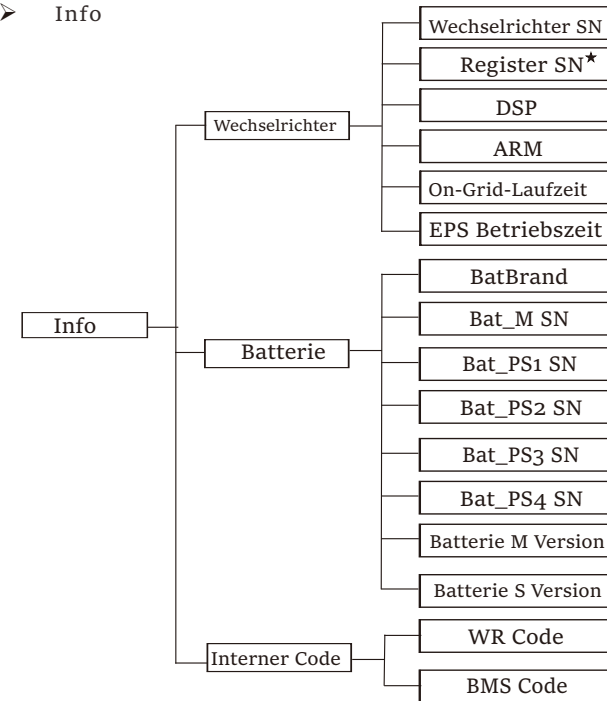 ➢ Info
Wechselrichter SN
Register SN★
DSP
Wechselrichter
ARM
On-Grid-Laufzeit
EPS Betriebszeit
BatBrand
Info
Bat_M SN
Batterie
Bat_PS1 SN
Bat_PS2 SN
Bat_PS3 SN
Bat_PS4 SN
Batterie M Version
Batterie S Version
WR Code
Interner Code
BMS Code